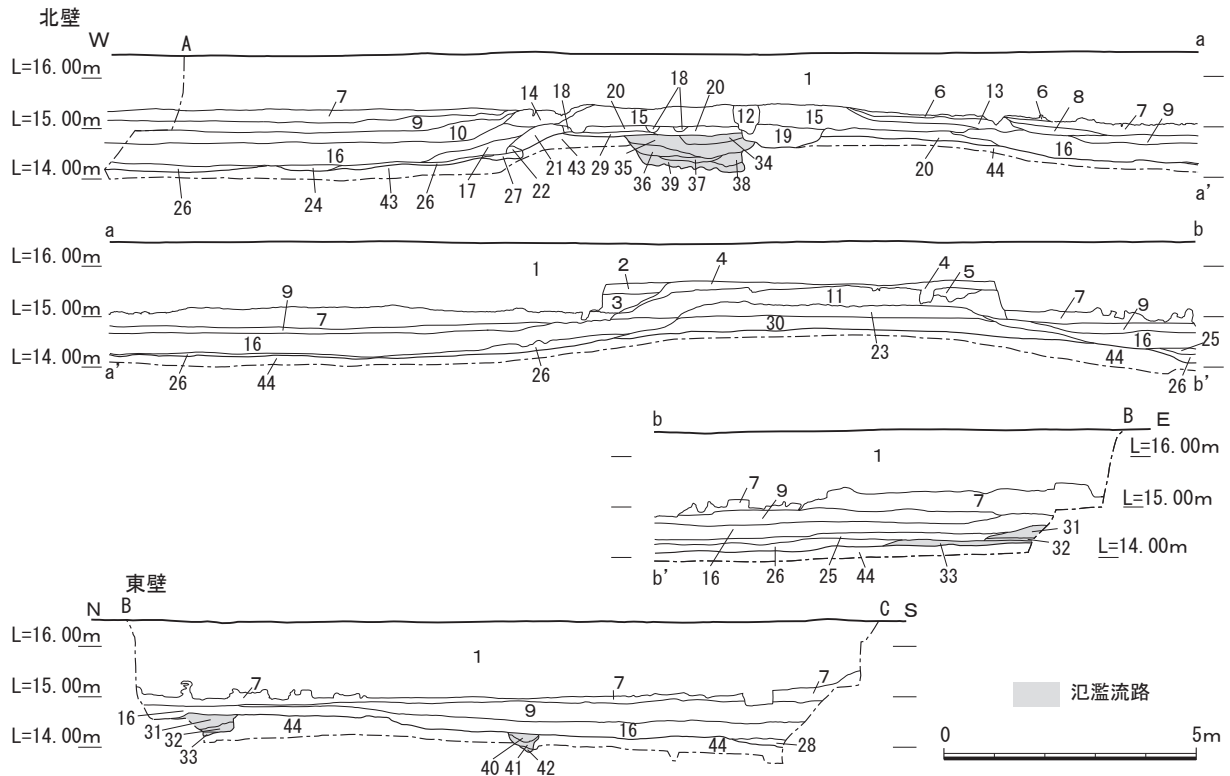 北壁
W A a
L=16.00m
1
7 14 18 20 18 20 6 13 6 8
L=15.00m
9 15 12 15 7 9
10 19 16
16 21 43 29 35 34 20 44
L=14.00m
17 36 39 37 38
26 24 43 26 27 22 a'
a b
L=16.00m
1 2 4 4 5
3 11
L=15.00m
9 7 9
7 30 16
16 23 25
L=14.00m
44
a' 26 44 26 26 b'
b B E
L=16.00m
1
7 9 7
L=15.00m
31
32
L=14.00m
b' 16 26 25 44 33
東壁
N B C S
L=16.00m
1
L=15.00m
7 7 7
16 9
31 44 16
32
L=14.00m
44 28
33 40 41 42
氾濫流路
0 5m